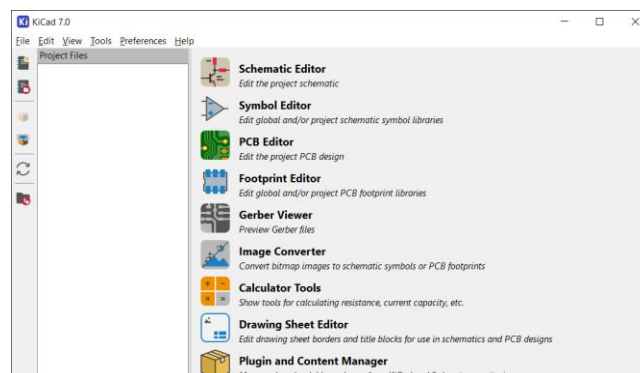 Ki KiCad 7.0
File Edit View Tools Preferences Help
Project Files
Schematic Editor
Edit the project schematic
Symbol Editor
Edit global and/or project schematic symbol libraries
PCB Editor
Edit the project PCB design
Footprint Editor
Edit global and/or project PCB footprint libraries
Gerber Viewer
Preview Gerber files
Image Converter
Convert bitmap images to schematic symbols or PCB footprints
Calculator Tools
Show tools for calculating resistance, current capacity, etc.
Drawing Sheet Editor
Edit drawing sheet borders and title blocks for use in schematics and PCB designs
Plugin and Content Manager